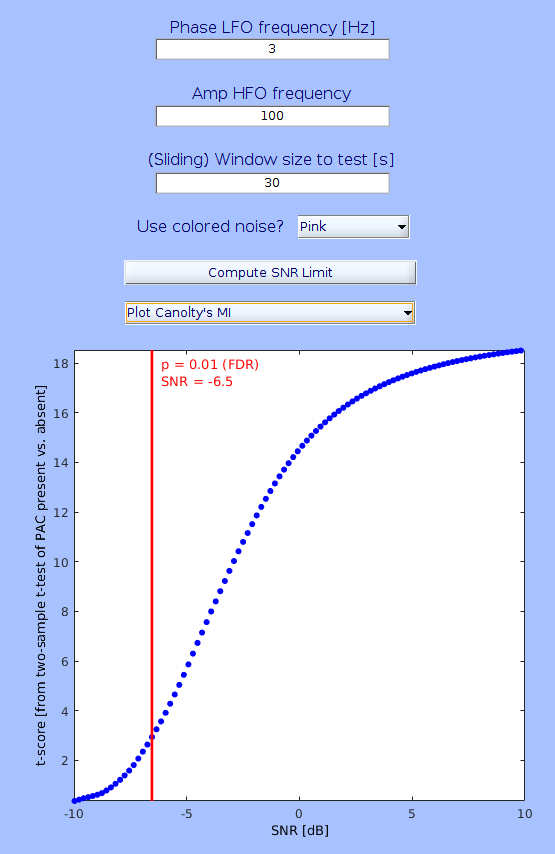 Phase LFO frequency [Hz]
3
Amp HFO frequency
100
(Sliding) Window size to test [s]
30
Use colored noise? Pink
Compute SNR Limit
Plot Canolty's MI
p = 0.01 (FDR)
SNR = -6.5
t-score [from two-sample t-test of PAC present vs. absent]
18
16
14
12
10
8
6
4
2
-10 -5 0 5 10
SNR [dB]